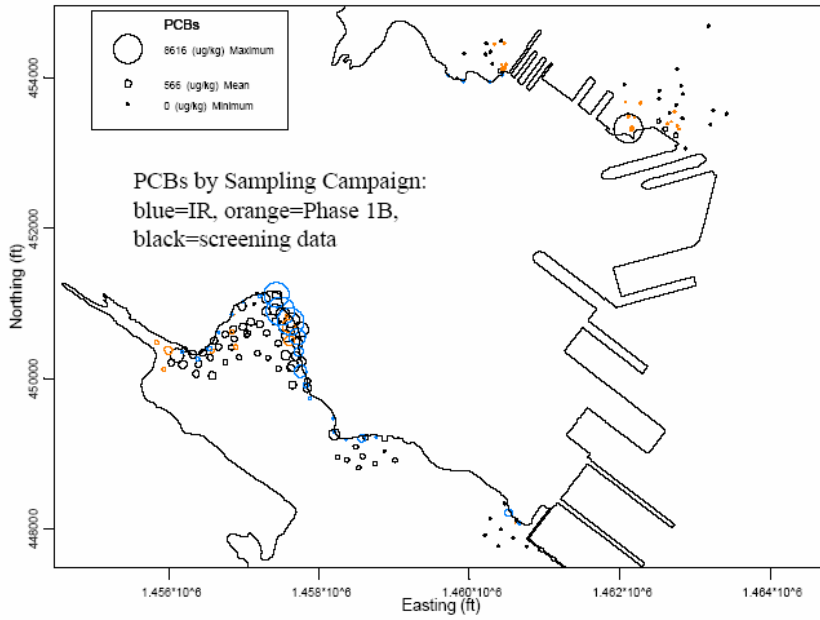 PCBs
8616 (ug/kg) Maximum
566 (ug/kg) Mean
0 (ug/kg) Minimum
PCBs by Sampling Campaign:
blue=IR, orange=Phase 1B,
black=screening data
Northing (ft)
454000
452000
450000
448000
1.456*10^6
1.458*10^6
1.460*10^6
1.462*10^6
1.464*10^6
Easting (ft)